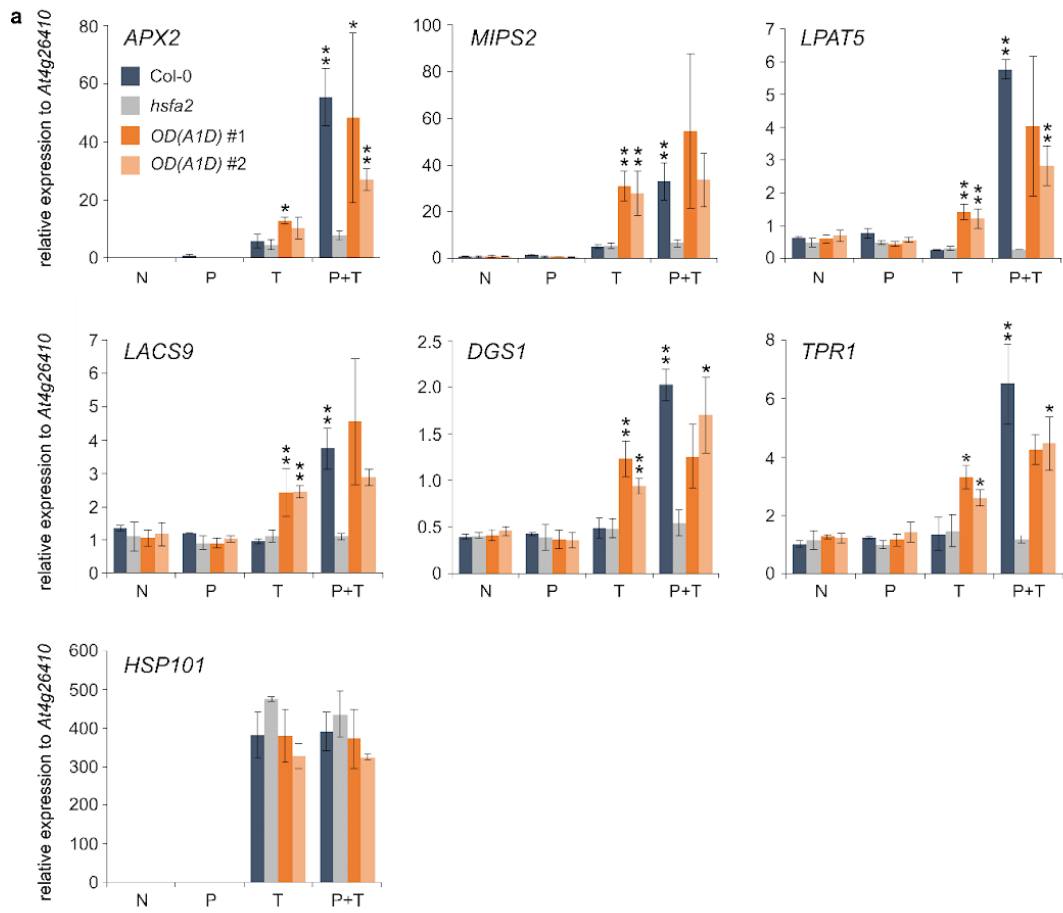 a
relative expression to At4g26410
80
60
40
20
0
APX2
Col-0
hsfa2
OD(A1D) #1
OD(A1D) #2
*
**
*
**
N P T P+T
100
80
60
40
20
0
MIPS2
** ** **
N P T P+T
7
6
5
4
3
2
1
0
LPAT5
** ** ** **
N P T P+T
relative expression to At4g26410
7
6
5
4
3
2
1
0
LACS9
** ** **
N P T P+T
2.5
2.0
1.5
1.0
0.5
0
DGS1
** ** ** *
N P T P+T
8
6
4
2
0
TPR1
* * ** *
N P T P+T
relative expression to At4g26410
600
500
400
300
200
100
0
HSP101
N P T P+T